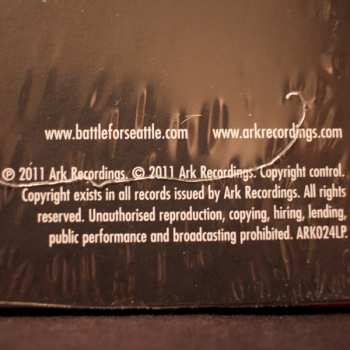 www.battleforseattle.com www.arkrecordings.com
℗ 2011 Ark Recordings. © 2011 Ark Recordings. Copyright control.
Copyright exists in all records issued by Ark Recordings. All rights
reserved. Unauthorised reproduction, copying, hiring, lending,
public performance and broadcasting prohibited. ARK024LP.